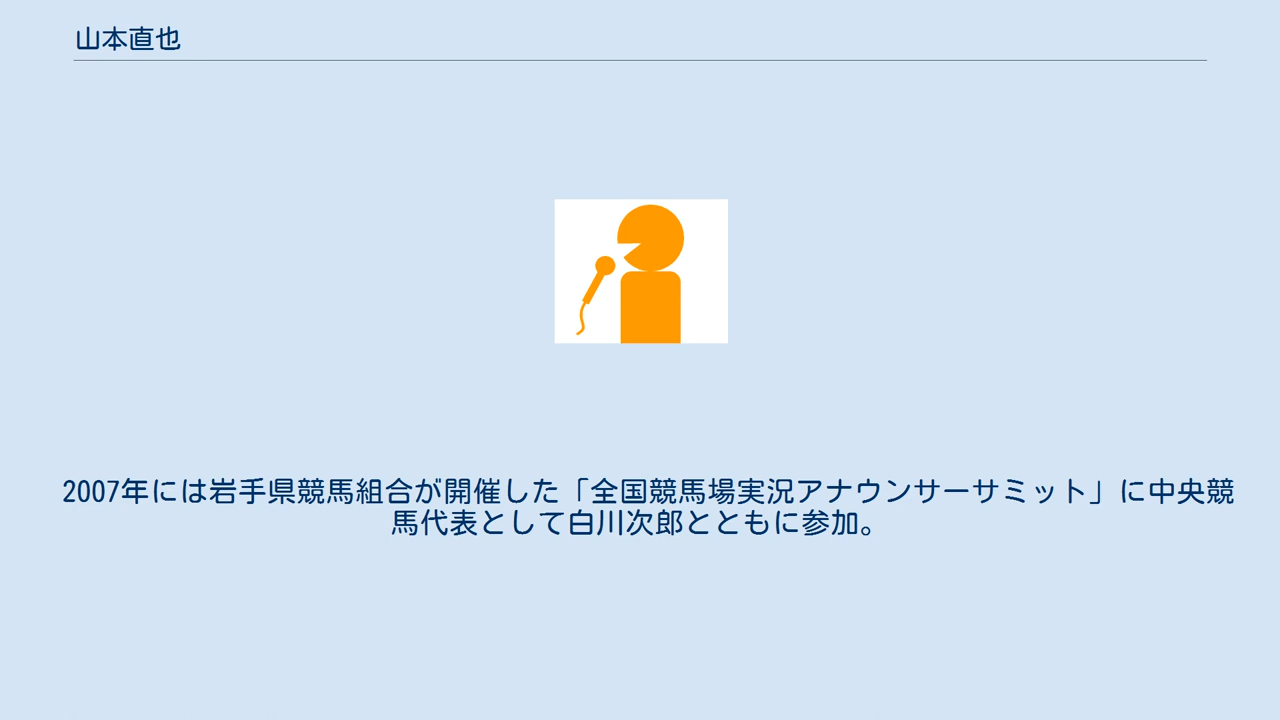 山本直也
2007年には岩手県競馬組合が開催した「全国競馬場実況アナウンサーサミット」に中央競
馬代表として白川次郎とともに参加。